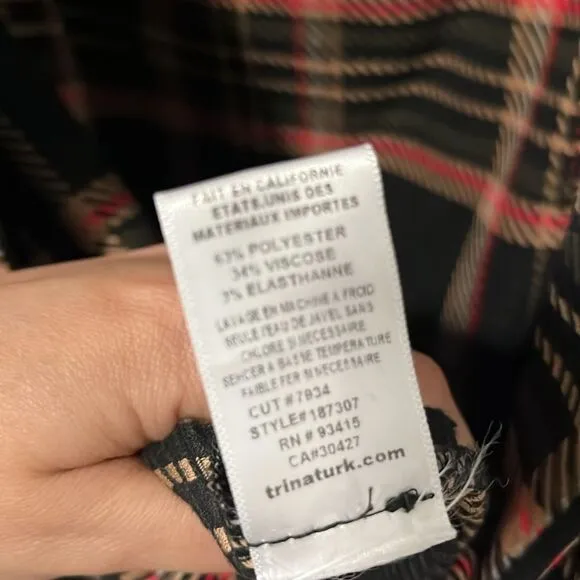 FAIT EN CALIFORNIE
ETATS.UNIS DES
MATERIAUX IMPORTES
63% POLYESTER
34% VISCOSE
3% ELASTHANNE
LAVAGE EN MACHINE A FROID
SEULE l'EAU DE JAVEL SANS
CHLORE SI NECESSAIRE
SEHCER A BASSE TEMPERATURE
FAIBLE FER SI NECESSAIRE
CUT #7934
STYLE# 187307
RN # 93415
CA#30427
trinaturk.com